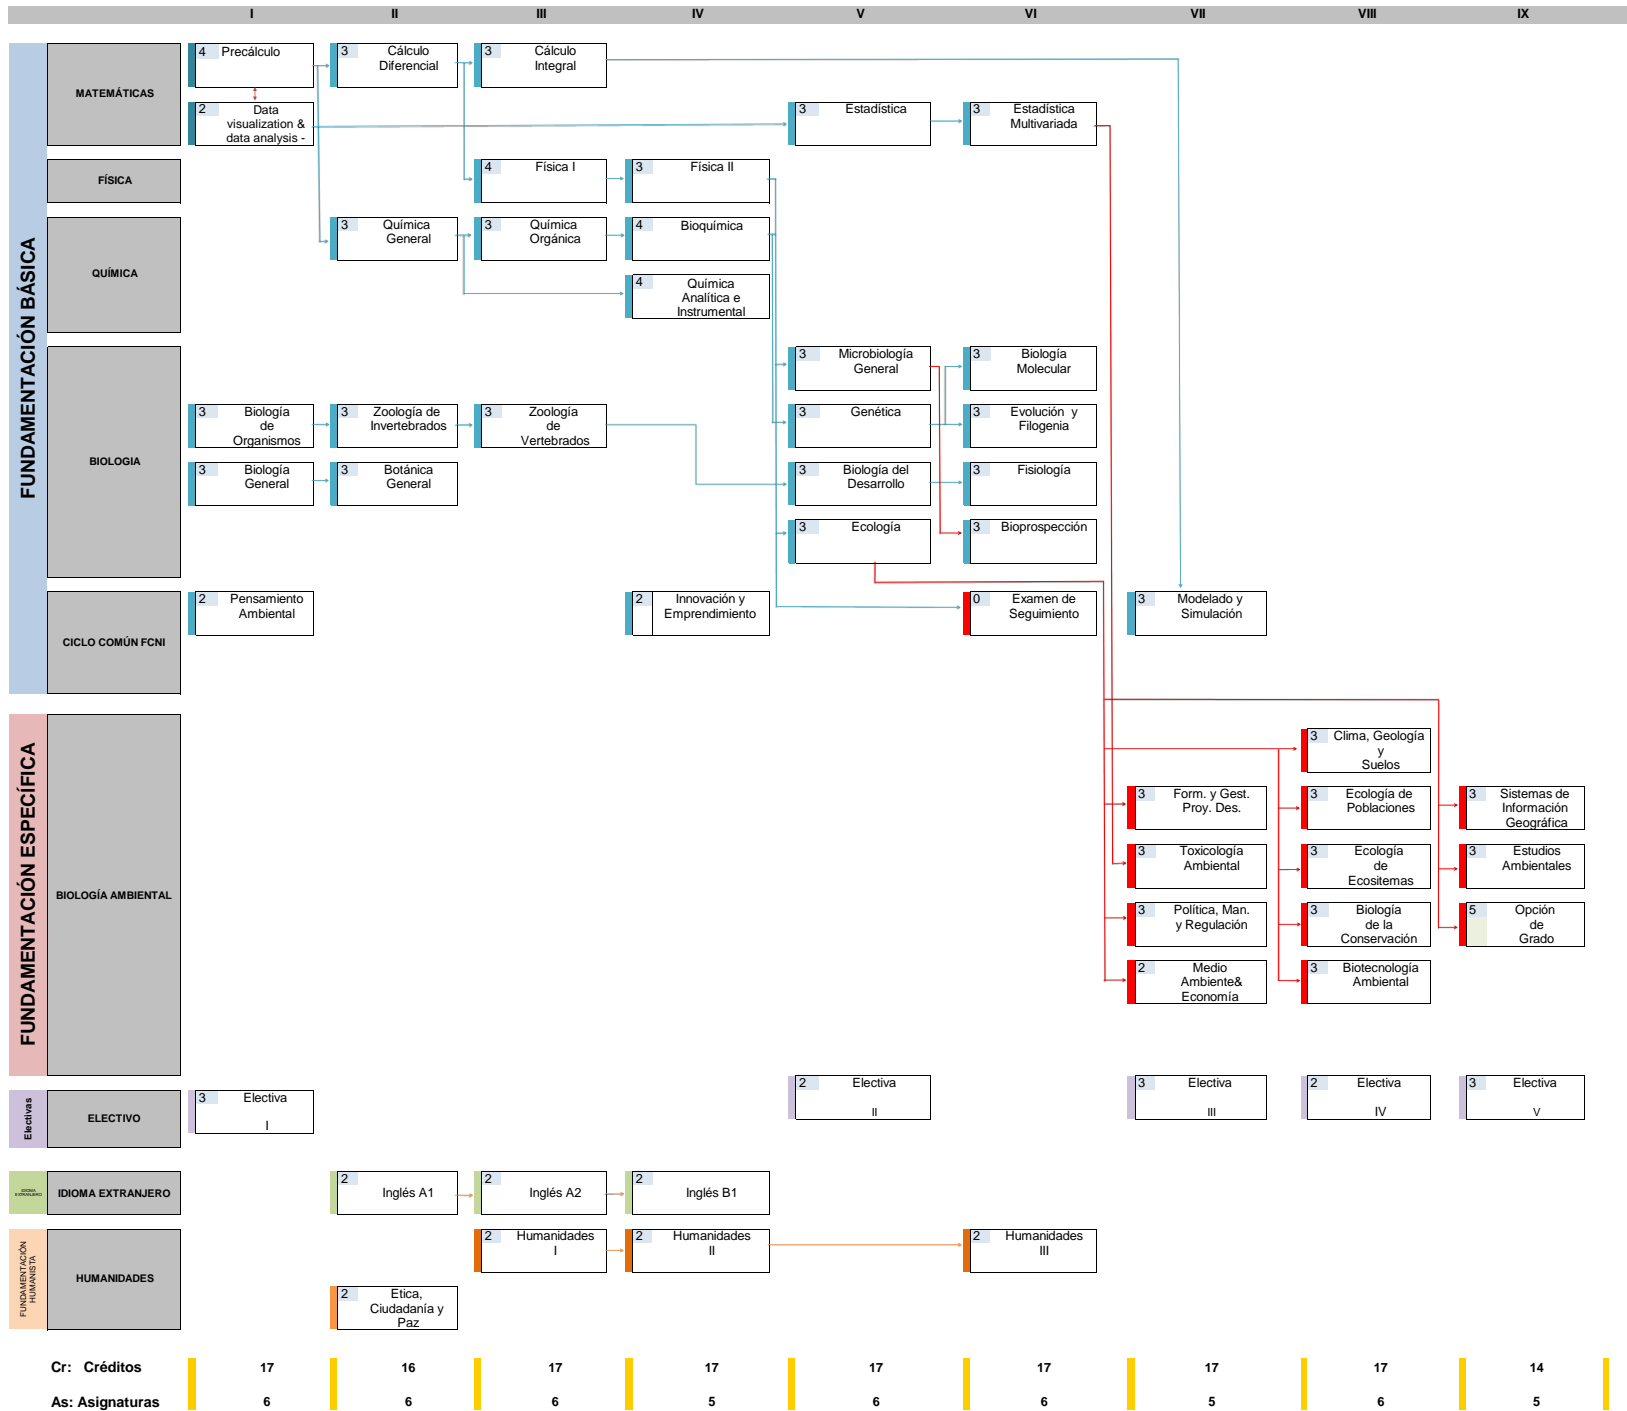 I II III IV V VI VII VIII IX
FUNDAMENTACIÓN BÁSICA
MATEMÁTICAS
4 Precálculo
3 Cálculo
Diferencial
3 Cálculo
Integral
2 Data
visualization &
data analysis -
3 Estadística
3 Estadística
Multivariada
FÍSICA
4 Física I
3 Física II
QUÍMICA
3 Química
General
3 Química
Orgánica
4 Bioquímica
4 Química
Analítica e
Instrumental
BIOLOGIA
3 Microbiología
General
3 Biología
Molecular
3 Biología
de
Organismos
3 Zoología de
Invertebrados
3 Zoología
de
Vertebrados
3 Genética
3 Evolución y
Filogenia
3 Biología
General
3 Botánica
General
3 Biología del
Desarrollo
3 Fisiología
3 Ecología
3 Bioprospección
CICLO COMÚN FCNI
2 Pensamiento
Ambiental
2 Innovación y
Emprendimiento
0 Examen de
Seguimiento
3 Modelado y
Simulación
FUNDAMENTACIÓN ESPECÍFICA
BIOLOGÍA AMBIENTAL
3 Clima, Geología
y
Suelos
3 Form. y Gest.
Proy. Des.
3 Ecología de
Poblaciones
3 Sistemas de
Información
Geográfica
3 Toxicología
Ambiental
3 Ecología
de
Ecositemas
3 Estudios
Ambientales
3 Política, Man.
y Regulación
3 Biología
de la
Conservación
5 Opción
de
Grado
2 Medio
Ambiente&
Economía
3 Biotecnología
Ambiental
Electivas
ELECTIVO
3 Electiva
I
2 Electiva
II
3 Electiva
III
2 Electiva
IV
3 Electiva
V
IDIOMA
EXTRANJERO
IDIOMA EXTRANJERO
2 Inglés A1
2 Inglés A2
2 Inglés B1
FUNDAMENTACIÓN
HUMANISTA
HUMANIDADES
2 Humanidades
I
2 Humanidades
II
2 Humanidades
III
2 Etica,
Ciudadanía y
Paz
Cr: Créditos 17 16 17 17 17 17 17 17 14
As: Asignaturas 6 6 6 5 6 6 5 6 5